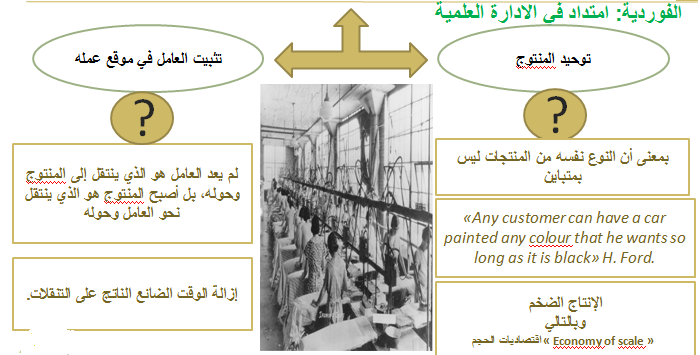 الفوردية: امتداد في الادارة العلمية
توحيد المنتوج
?
بمعنى أن النوع نفسه من المنتجات ليس
بمتباين
«Any customer can have a car
painted any colour that he wants so
long as it is black» H. Ford.
الإنتاج الضخم
وبالتالي
اقتصاديات الحجم « Economy of scale »
تثبيت العامل في موقع عمله
?
لم يعد العامل هو الذي ينتقل إلى المنتوج
وحوله، بل أصبح المنتوج هو الذي ينتقل
نحو العامل وحوله
إزالة الوقت الضائع الناتج على التنقلات.